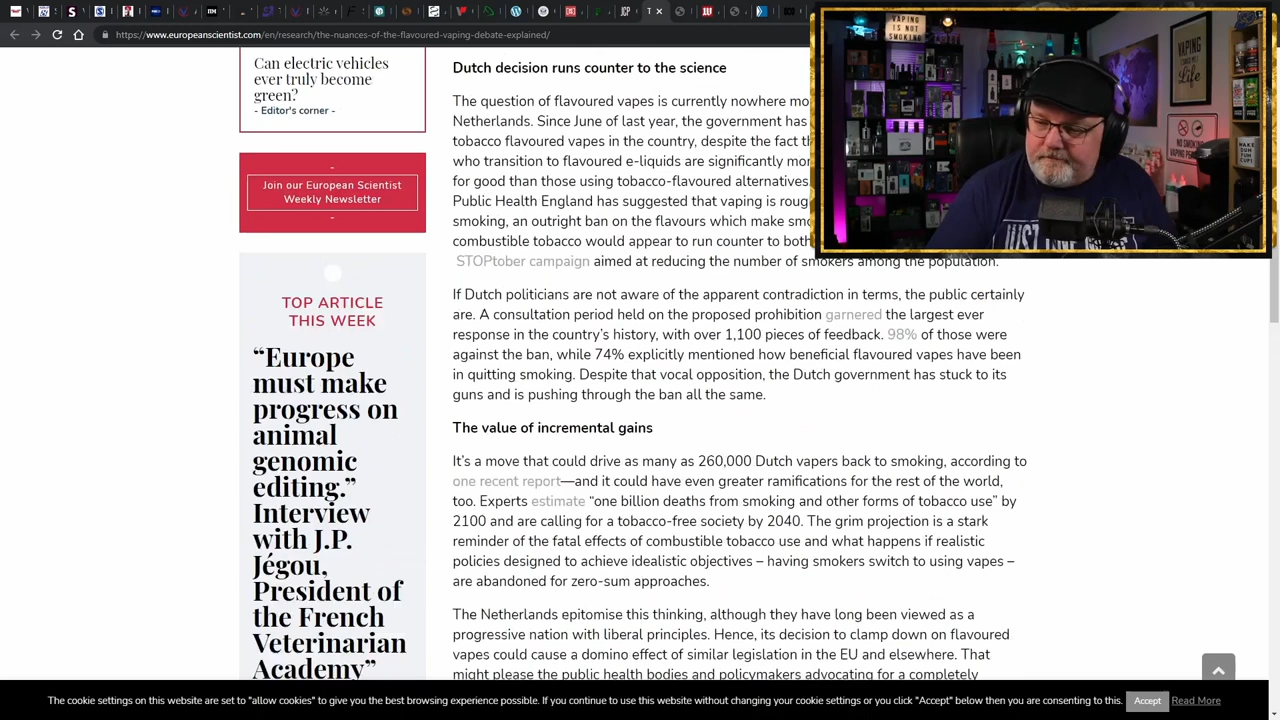 https://www.europeanscientist.com/en/research/the-nuances-of-the-flavoured-vaping-debate-explained/
Can electric vehicles
ever truly become
green?
- Editor's corner -
-
Join our European Scientist
Weekly Newsletter
-
TOP ARTICLE
THIS WEEK
“Europe
must make
progress on
animal
genomic
editing.”
Interview
with J.P.
Jégou,
President of
the French
Veterinarian
Academy”
Dutch decision runs counter to the science
The question of flavoured vapes is currently nowhere
Netherlands. Since June of last year, the government has
tobacco flavoured vapes in the country, despite the fact
who transition to flavoured e-liquids are significantly
for good than those using tobacco-flavoured alternatives.
Public Health England has suggested that vaping is
smoking, an outright ban on the flavours which make
combustible tobacco would appear to run counter to both
STOPtober campaign aimed at reducing the number of smokers among the population.
If Dutch politicians are not aware of the apparent contradiction in terms, the public certainly
are. A consultation period held on the proposed prohibition garnered the largest ever
response in the country’s history, with over 1,100 pieces of feedback. 98% of those were
against the ban, while 74% explicitly mentioned how beneficial flavoured vapes have been
in quitting smoking. Despite that vocal opposition, the Dutch government has stuck to its
guns and is pushing through the ban all the same.
The value of incremental gains
It’s a move that could drive as many as 260,000 Dutch vapers back to smoking, according to
one recent report—and it could have even greater ramifications for the rest of the world,
too. Experts estimate “one billion deaths from smoking and other forms of tobacco use” by
2100 and are calling for a tobacco-free society by 2040. The grim projection is a stark
reminder of the fatal effects of combustible tobacco use and what happens if realistic
policies designed to achieve idealistic objectives – having smokers switch to using vapes –
are abandoned for zero-sum approaches.
The Netherlands epitomise this thinking, although they have long been viewed as a
progressive nation with liberal principles. Hence, its decision to clamp down on flavoured
vapes could cause a domino effect of similar legislation in the EU and elsewhere. That
might please the public health bodies and policymakers advocating for a completely
VAPING
IS NOT
SMOKING
VAPING
Life
NO SMOKING
VAPING
MAKE
CUM
FUN
CUP!
JUST
The cookie settings on this website are set to "allow cookies" to give you the best browsing experience possible. If you continue to use this website without changing your cookie settings or you click "Accept" below then you are consenting to this.
Accept
Read More